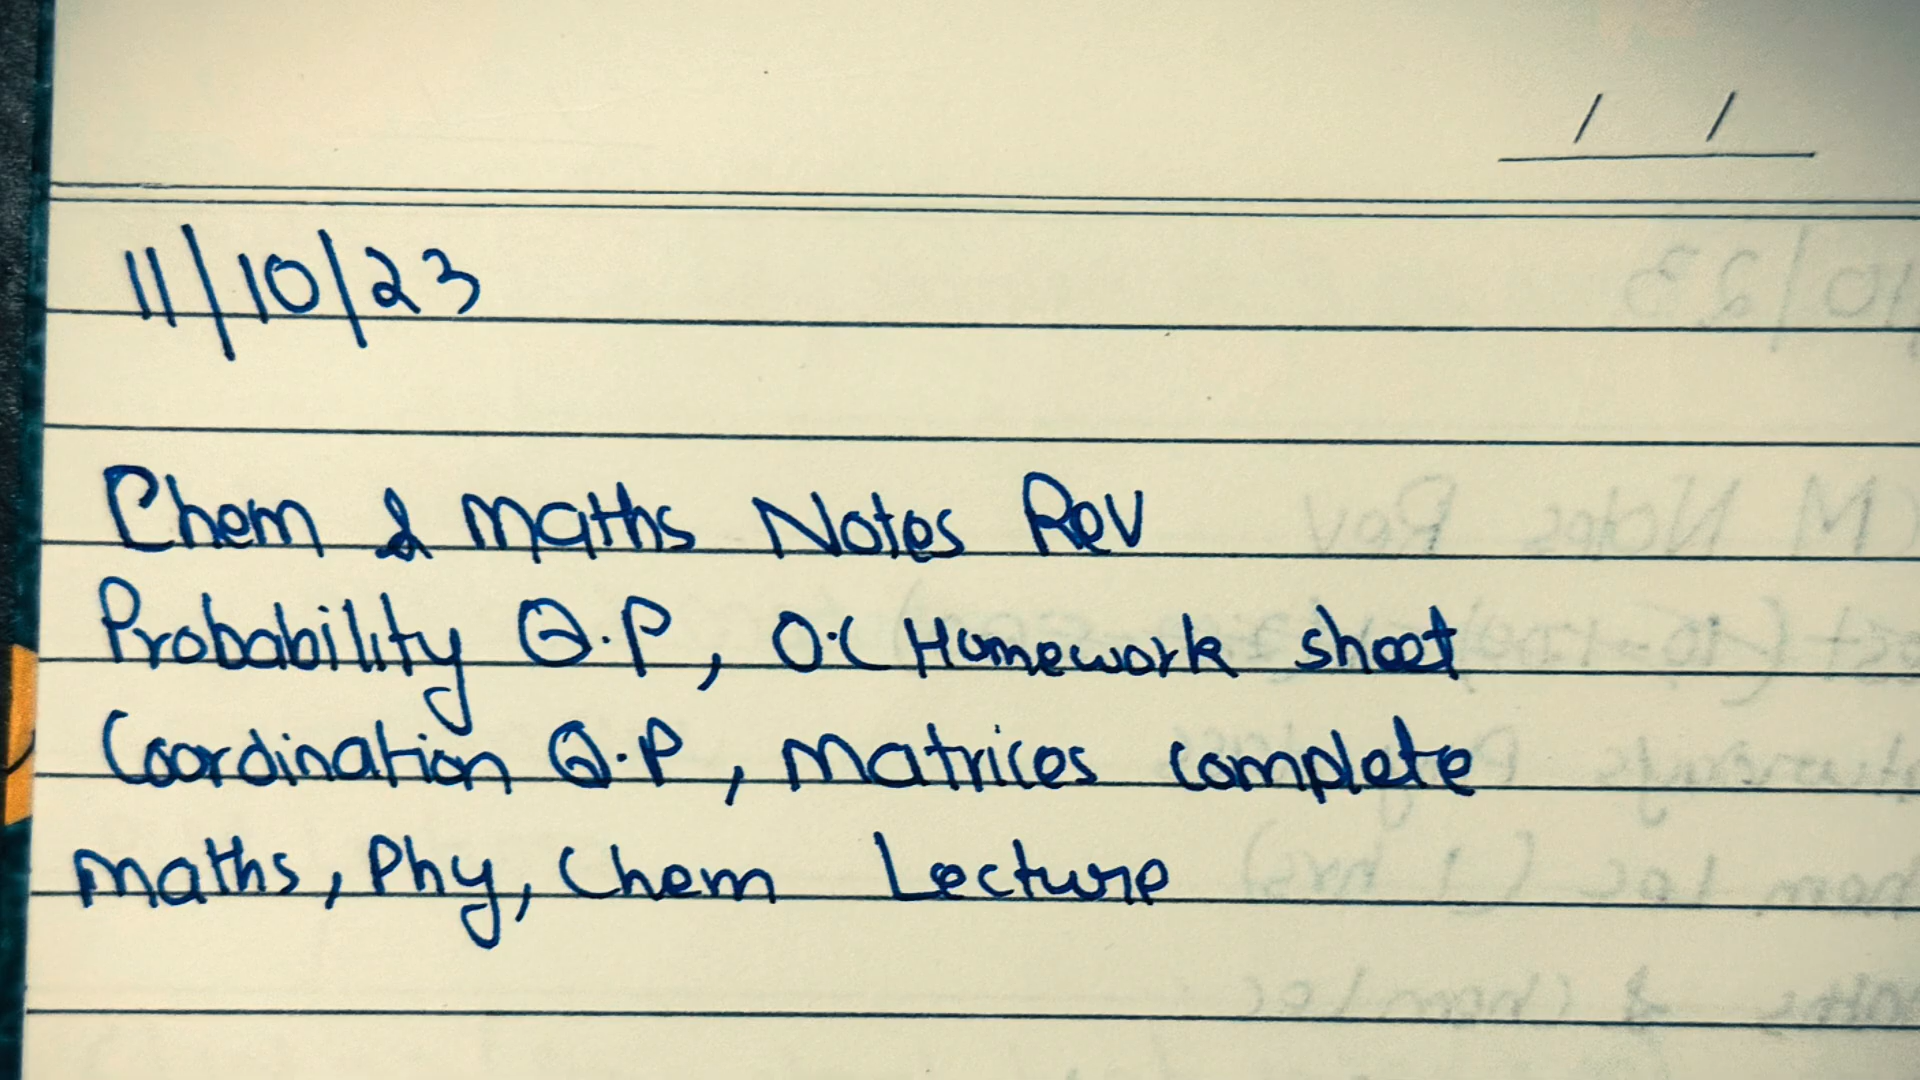 / /
11/10/23
Chem & Maths Notes Rev
Probability Q.P, O.C Homework sheet
Coordination Q.P, Matrices complete
Maths, Phy, Chem Lecture